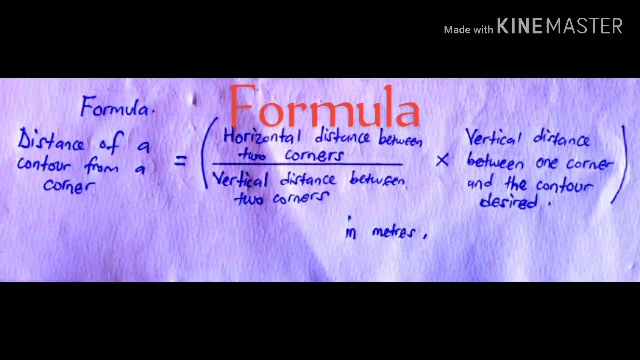 Made with KINEMASTER
Formula.
Formula
Distance of a
contour from a
corner
=
(Horizontal distance between
two corners
Vertical distance between
two corners
×
Vertical distance
between one corner
and the contour
desired.)
in metres.